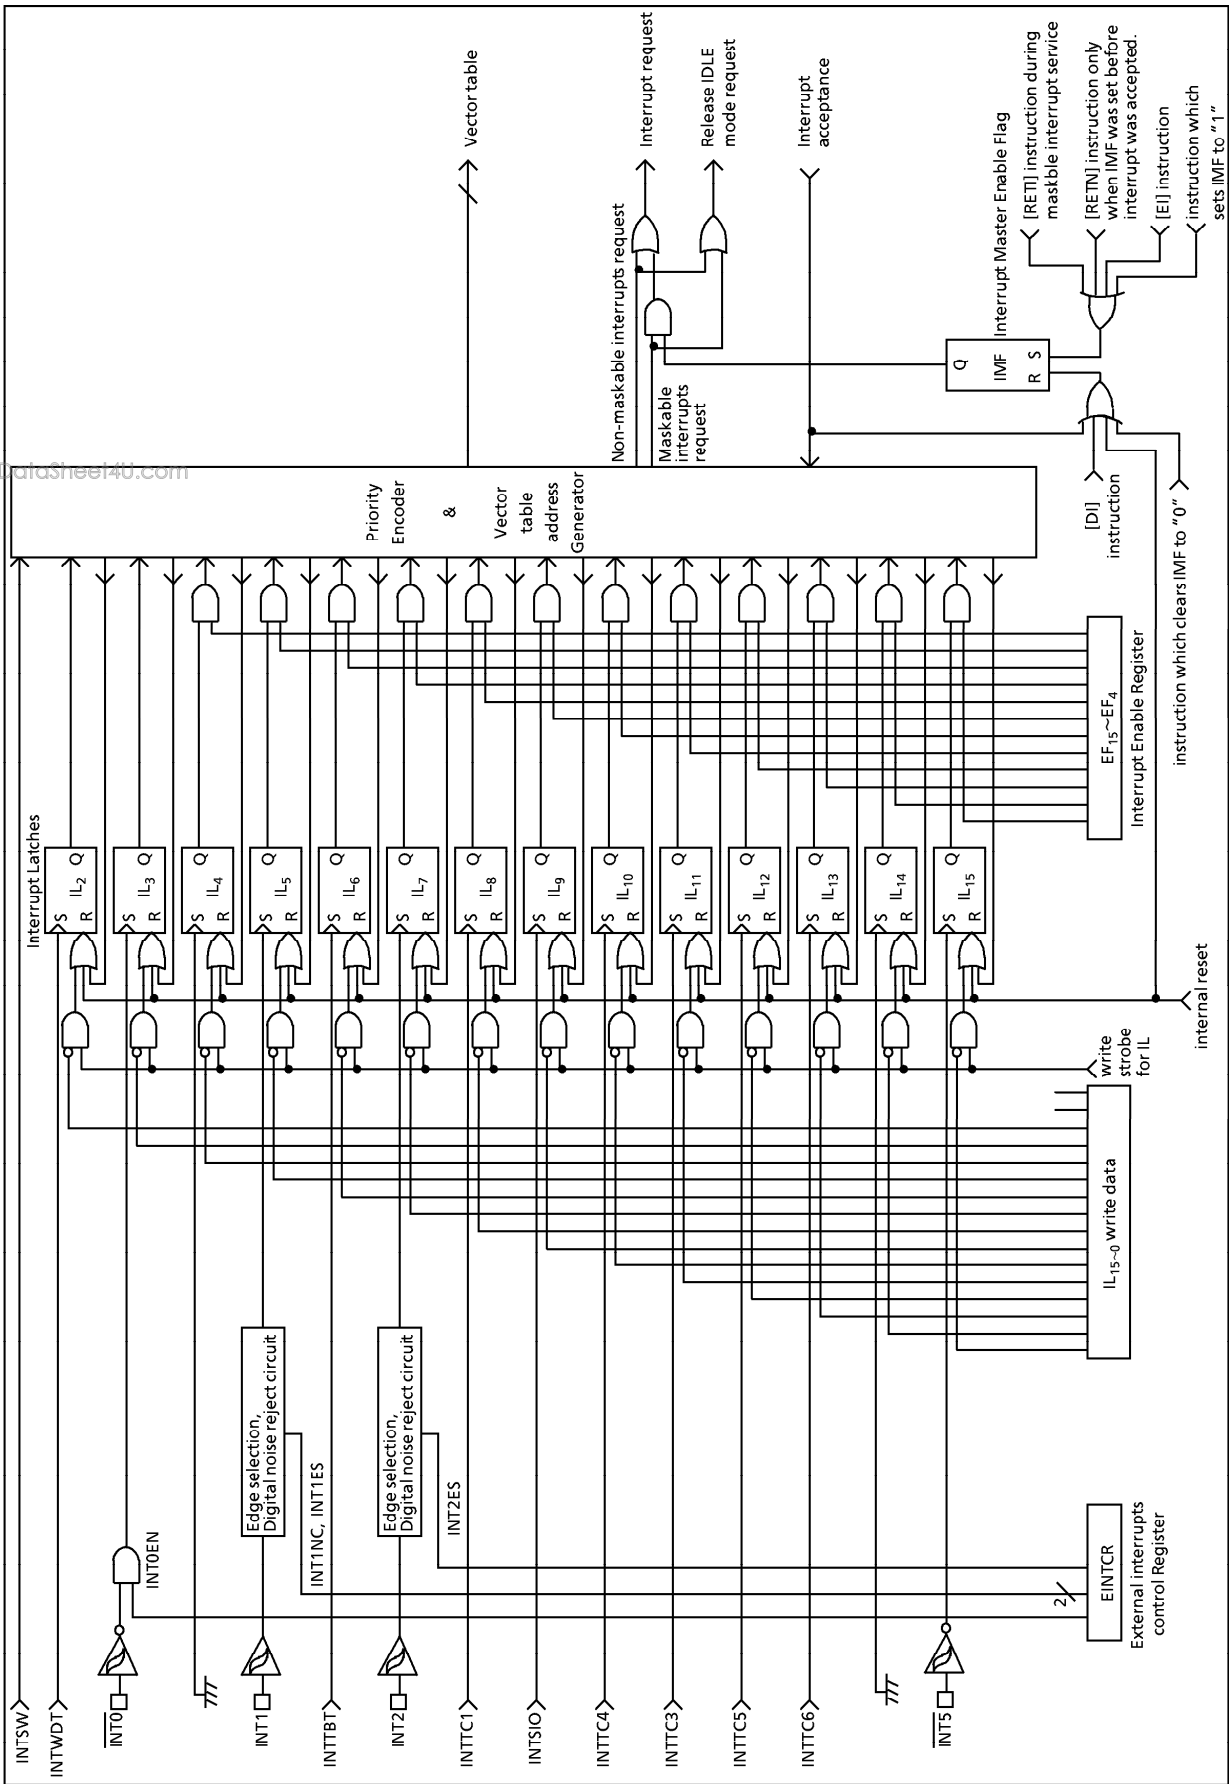 INTSW
INTWDT
INT0
INT1
INTTBT
INT2
INTTC1
INTSIO
INTTC4
INTTC3
INTTC5
INTTC6
INT5
INT0EN
Edge selection,
Digital noise reject circuit
INT1NC, INT1ES
Edge selection,
Digital noise reject circuit
INT2ES
2
EINTCR
External interrupts
control Register
IL15~0 write data
write
strobe
for IL
internal reset
Interrupt Latches
S
R
IL2
Q
S
R
IL3
Q
S
R
IL4
Q
S
R
IL5
Q
S
R
IL6
Q
S
R
IL7
Q
S
R
IL8
Q
S
R
IL9
Q
S
R
IL10
Q
S
R
IL11
Q
S
R
IL12
Q
S
R
IL13
Q
S
R
IL14
Q
S
R
IL15
Q
EF15~EF4
Interrupt Enable Register
DataSheet4U.com
Priority
Encoder
&
Vector
table
address
Generator
[DI]
instruction
instruction which clears IMF to "0"
Non-maskable interrupts request
Maskable
interrupts
request
Q
IMF
R S
Interrupt Master Enable Flag
Vector table
Interrupt request
Release IDLE
mode request
Interrupt
acceptance
[RETI] instruction during
maskble interrupt service
[RETN] instruction only
when IMF was set before
interrupt was accepted.
[EI] instruction
instruction which
sets IMF to "1"